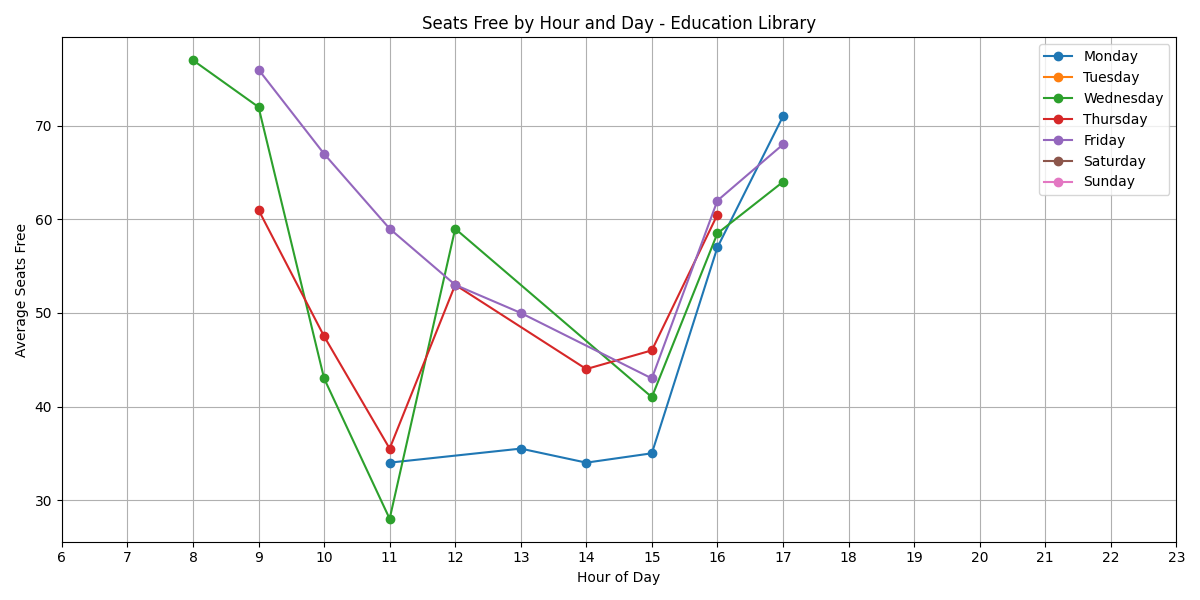 Seats Free by Hour and Day - Education Library
Average Seats Free
70
60
50
40
30
Monday
Tuesday
Wednesday
Thursday
Friday
Saturday
Sunday
6 7 8 9 10 11 12 13 14 15 16 17 18 19 20 21 22 23
Hour of Day